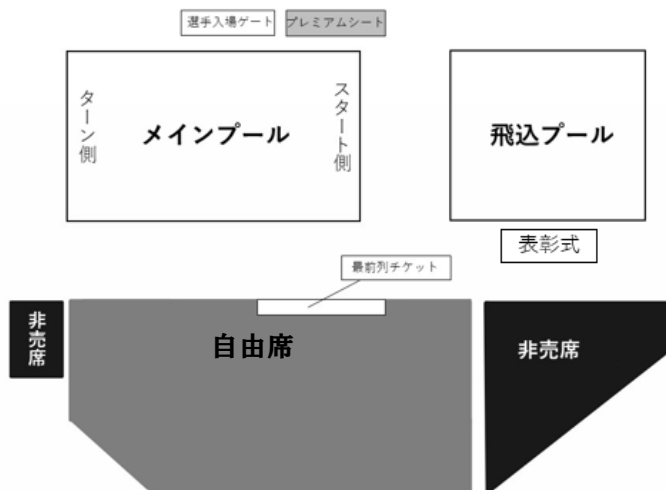 選手入場ゲート
プレミアムシート
ターン側
メインプール
スタート側
飛込プール
表彰式
最前列チケット
非売席
自由席
非売席